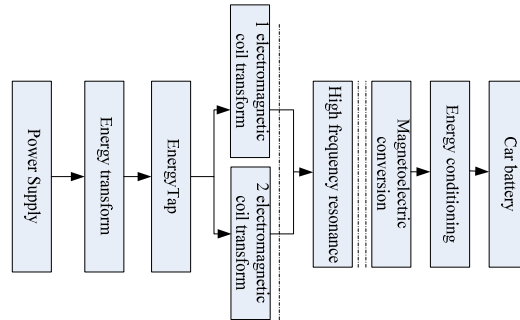 Power Supply
Energy transform
EnergyTap
1 electromagnetic
coil transform
2 electromagnetic
coil transform
High frequency resonance
Magnetoelectric
conversion
Energy conditioning
Car battery